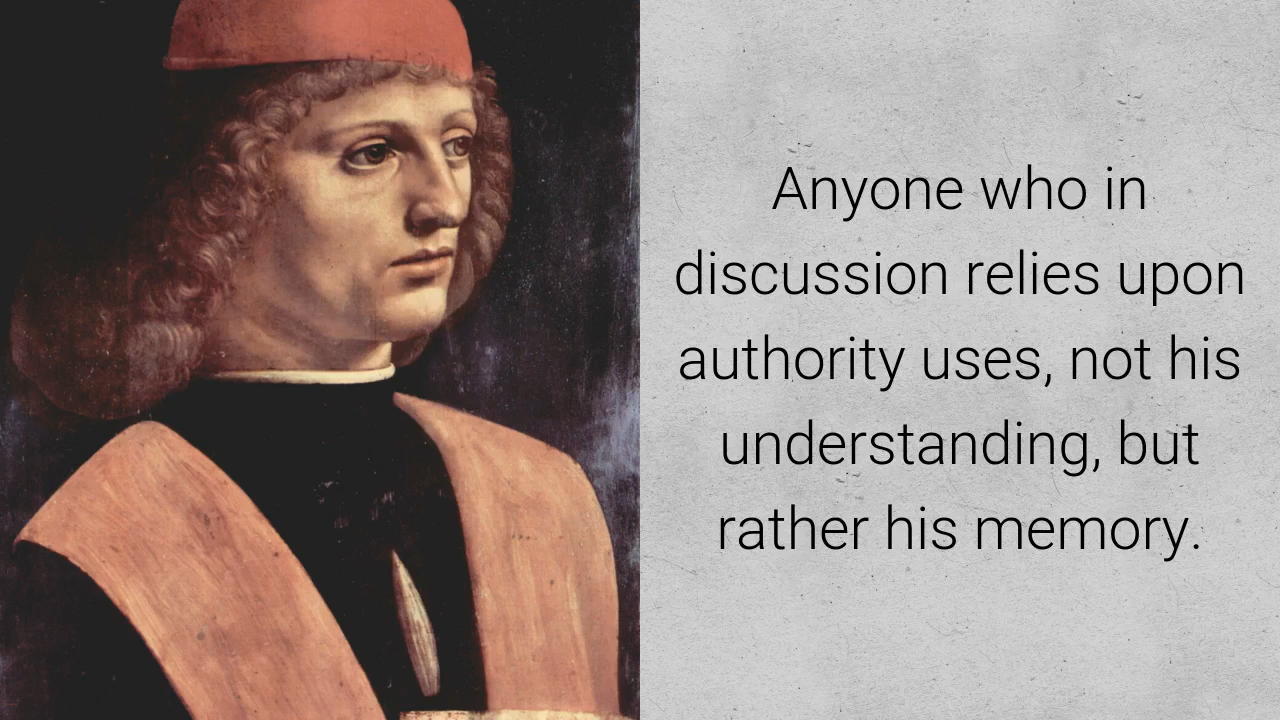 Anyone who in
discussion relies upon
authority uses, not his
understanding, but
rather his memory.